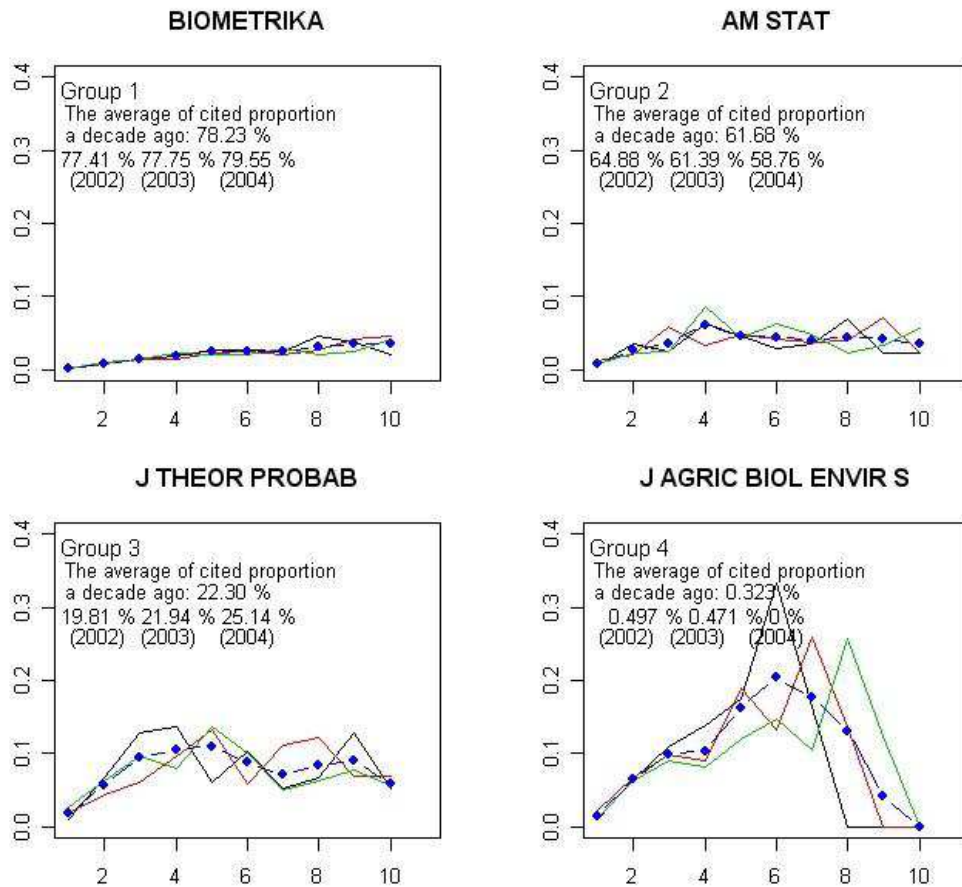 BIOMETRIKA
0.4
0.3
0.2
0.1
0.0
Group 1
The average of cited proportion
a decade ago: 78.23 %
77.41 % 77.75 % 79.55 %
(2002) (2003) (2004)
2 4 6 8 10
AM STAT
0.4
0.3
0.2
0.1
0.0
Group 2
The average of cited proportion
a decade ago: 61.68 %
64.88 % 61.39 % 58.76 %
(2002) (2003) (2004)
2 4 6 8 10
J THEOR PROBAB
0.4
0.3
0.2
0.1
0.0
Group 3
The average of cited proportion
a decade ago: 22.30 %
19.81 % 21.94 % 25.14 %
(2002) (2003) (2004)
2 4 6 8 10
J AGRIC BIOL ENVIR S
0.4
0.3
0.2
0.1
0.0
Group 4
The average of cited proportion
a decade ago: 0.323 %
0.497 % 0.471 % 0 %
(2002) (2003) (2004)
2 4 6 8 10